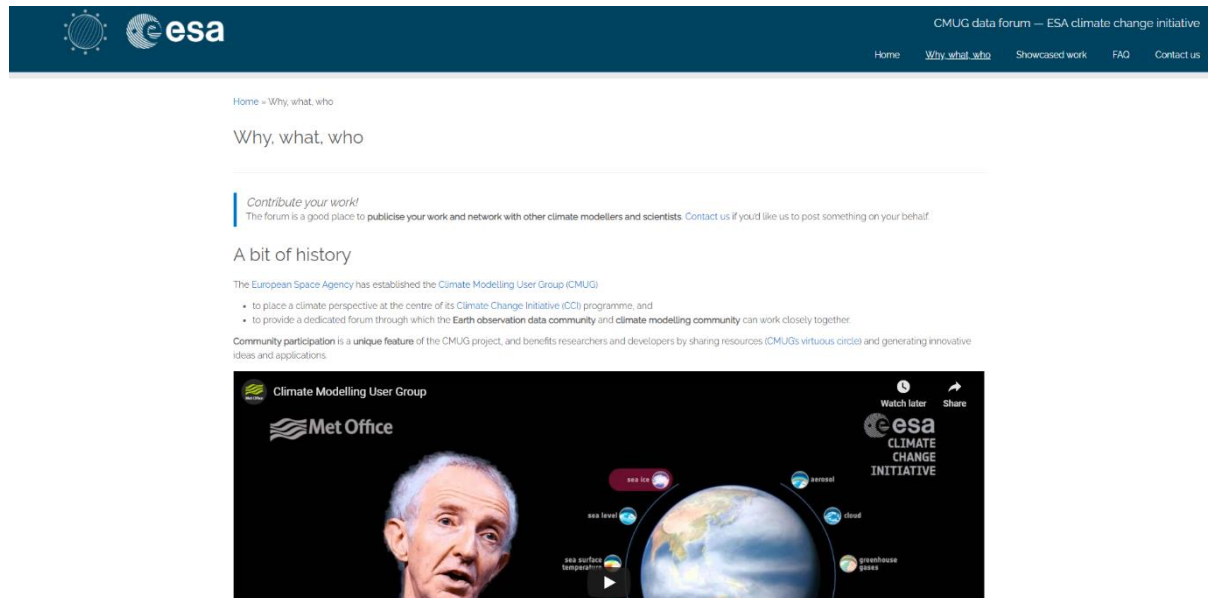 esa
CMUG data forum — ESA climate change initiative
Home Why, what, who Showcased work FAQ Contact us
Home » Why, what, who
Why, what, who
Contribute your work!
The forum is a good place to publicise your work and network with other climate modellers and scientists. Contact us if you'd like us to post something on your behalf.
A bit of history
The European Space Agency has established the Climate Modelling User Group (CMUG)
• to place a climate perspective at the centre of its Climate Change Initiative (CCI) programme, and
• to provide a dedicated forum through which the Earth observation data community and climate modelling community can work closely together.
Community participation is a unique feature of the CMUG project, and benefits researchers and developers by sharing resources (CMUGs virtuous circle) and generating innovative
ideas and applications.
Met Office
Climate Modelling User Group
Watch later Share
Met Office
esa
CLIMATE
CHANGE
INITIATIVE
sea ice
aerosol
sea level
cloud
sea surface
temperature
greenhouse
gases